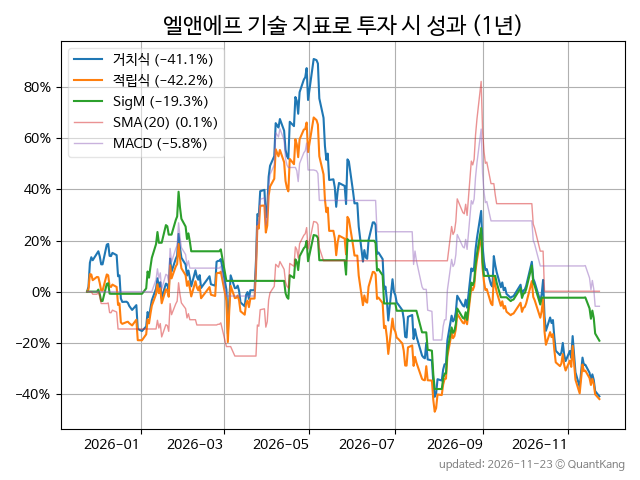 엘앤에프 기술 지표로 투자 시 성과 (1년)
거치식 (−41.1%)
적립식 (−42.2%)
SigM (−19.3%)
SMA(20) (0.1%)
MACD (−5.8%)
80%
60%
40%
20%
0%
−20%
−40%
2026-01 2026-03 2026-05 2026-07 2026-09 2026-11
updated: 2026-11-23 © QuantKang